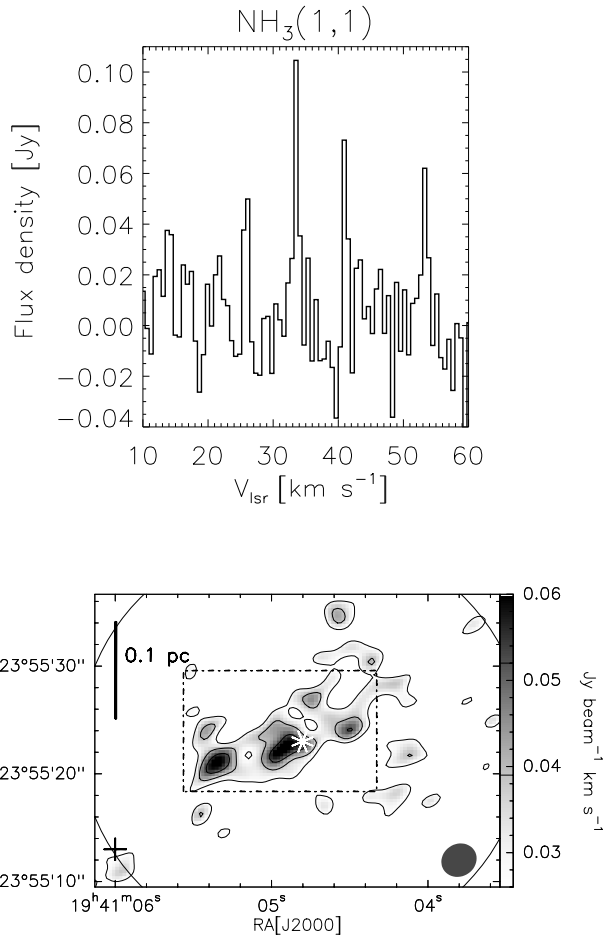 NH₃(1,1)
Flux density [Jy]
0.10
0.08
0.06
0.04
0.02
0.00
−0.02
−0.04
10 20 30 40 50 60
V_lsr [km s⁻¹]
0.1 pc
23°55'30''
23°55'20''
23°55'10''
19ʰ41ᵐ06ˢ 05ˢ 04ˢ
RA[J2000]
0.06
0.05
0.04
0.03
Jy beam⁻¹ km s⁻¹